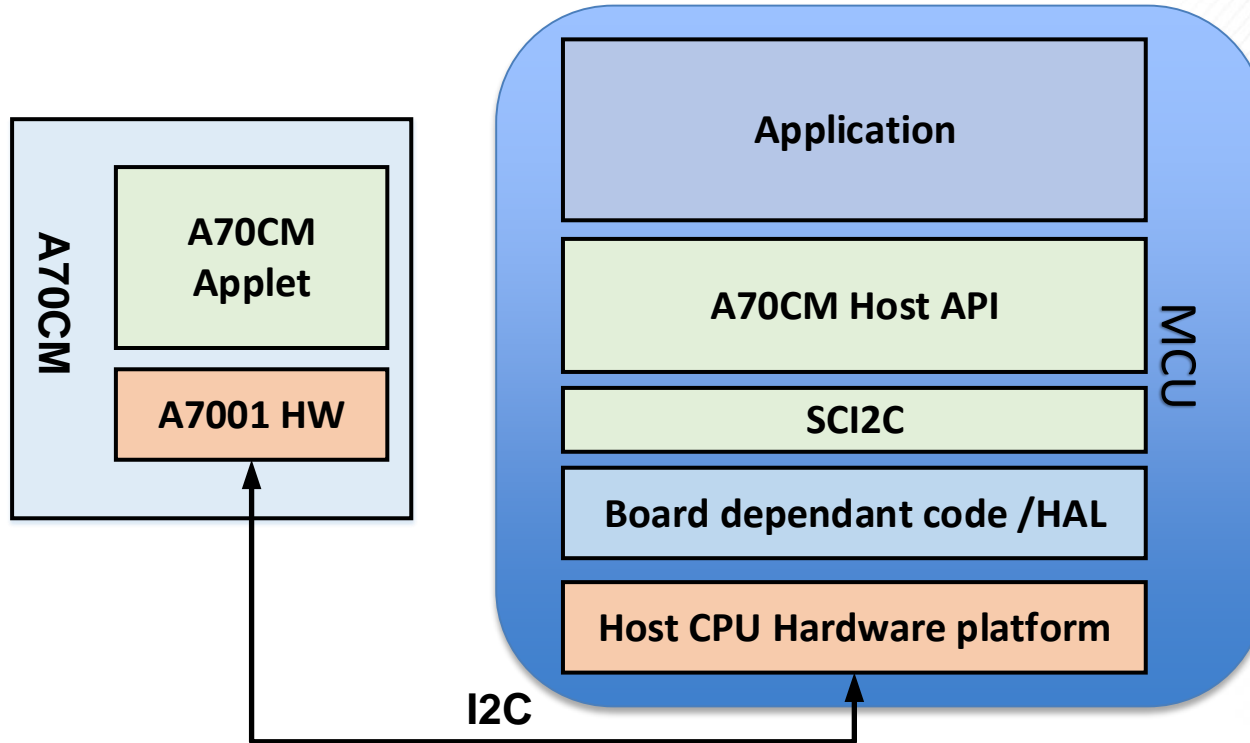 A70CM
A70CM
Applet
A7001 HW
I2C
Application
A70CM Host API
SCI2C
Board dependant code /HAL
Host CPU Hardware platform
MCU